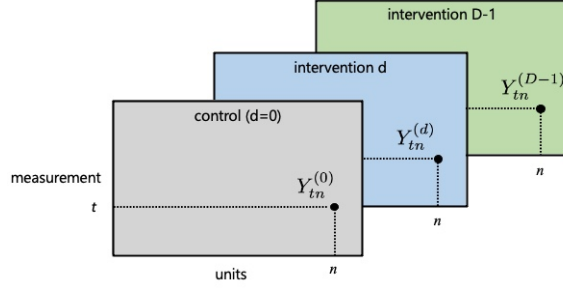 intervention D-1
Y_{tn}^{(D-1)}
n
intervention d
Y_{tn}^{(d)}
n
control (d=0)
Y_{tn}^{(0)}
measurement
t
n
units